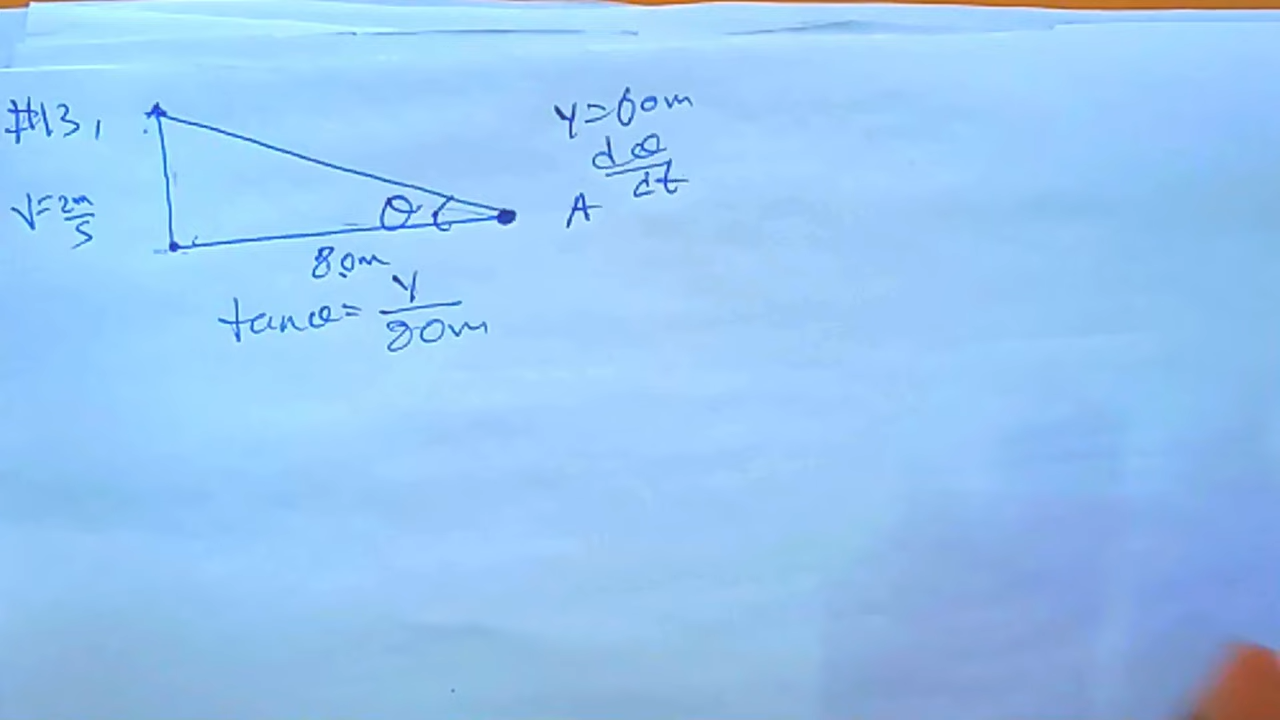 #13,
V=2m/s
θ
80m
tanθ= Y/80m
Y=60m
dθ/dt
A